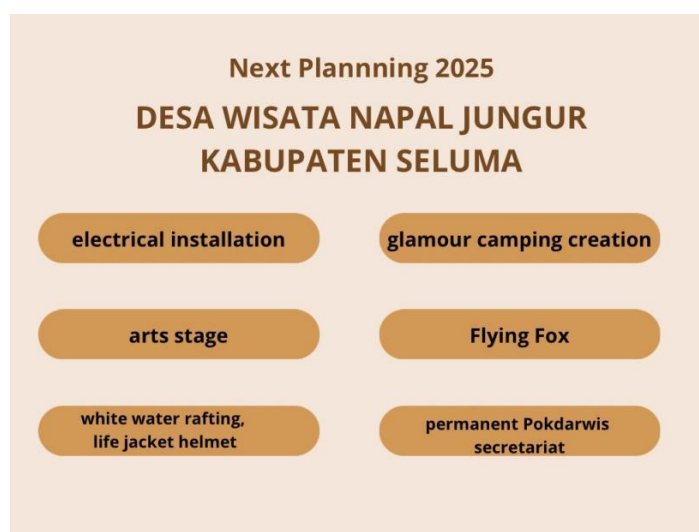 Next Plannning 2025
DESA WISATA NAPAL JUNGUR
KABUPATEN SELUMA
electrical installation
glamour camping creation
arts stage
Flying Fox
white water rafting,
life jacket helmet
permanent Pokdarwis
secretariat